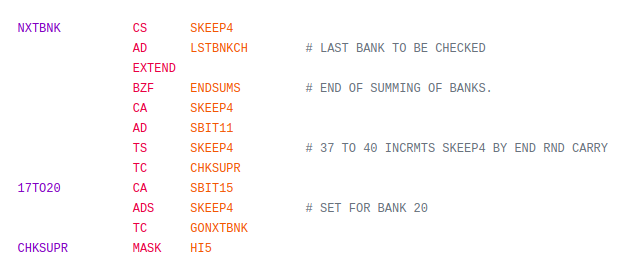 NXTBNK CS SKEEP4
AD LSTBNKCH # LAST BANK TO BE CHECKED
EXTEND
BZF ENDSUMS # END OF SUMMING OF BANKS.
CA SKEEP4
AD SBIT11
TS SKEEP4 # 37 TO 40 INCRMTS SKEEP4 BY END RND CARRY
TC CHKSUPR
17TO20 CA SBIT15
ADS SKEEP4 # SET FOR BANK 20
TC GONXTBNK
CHKSUPR MASK HI5